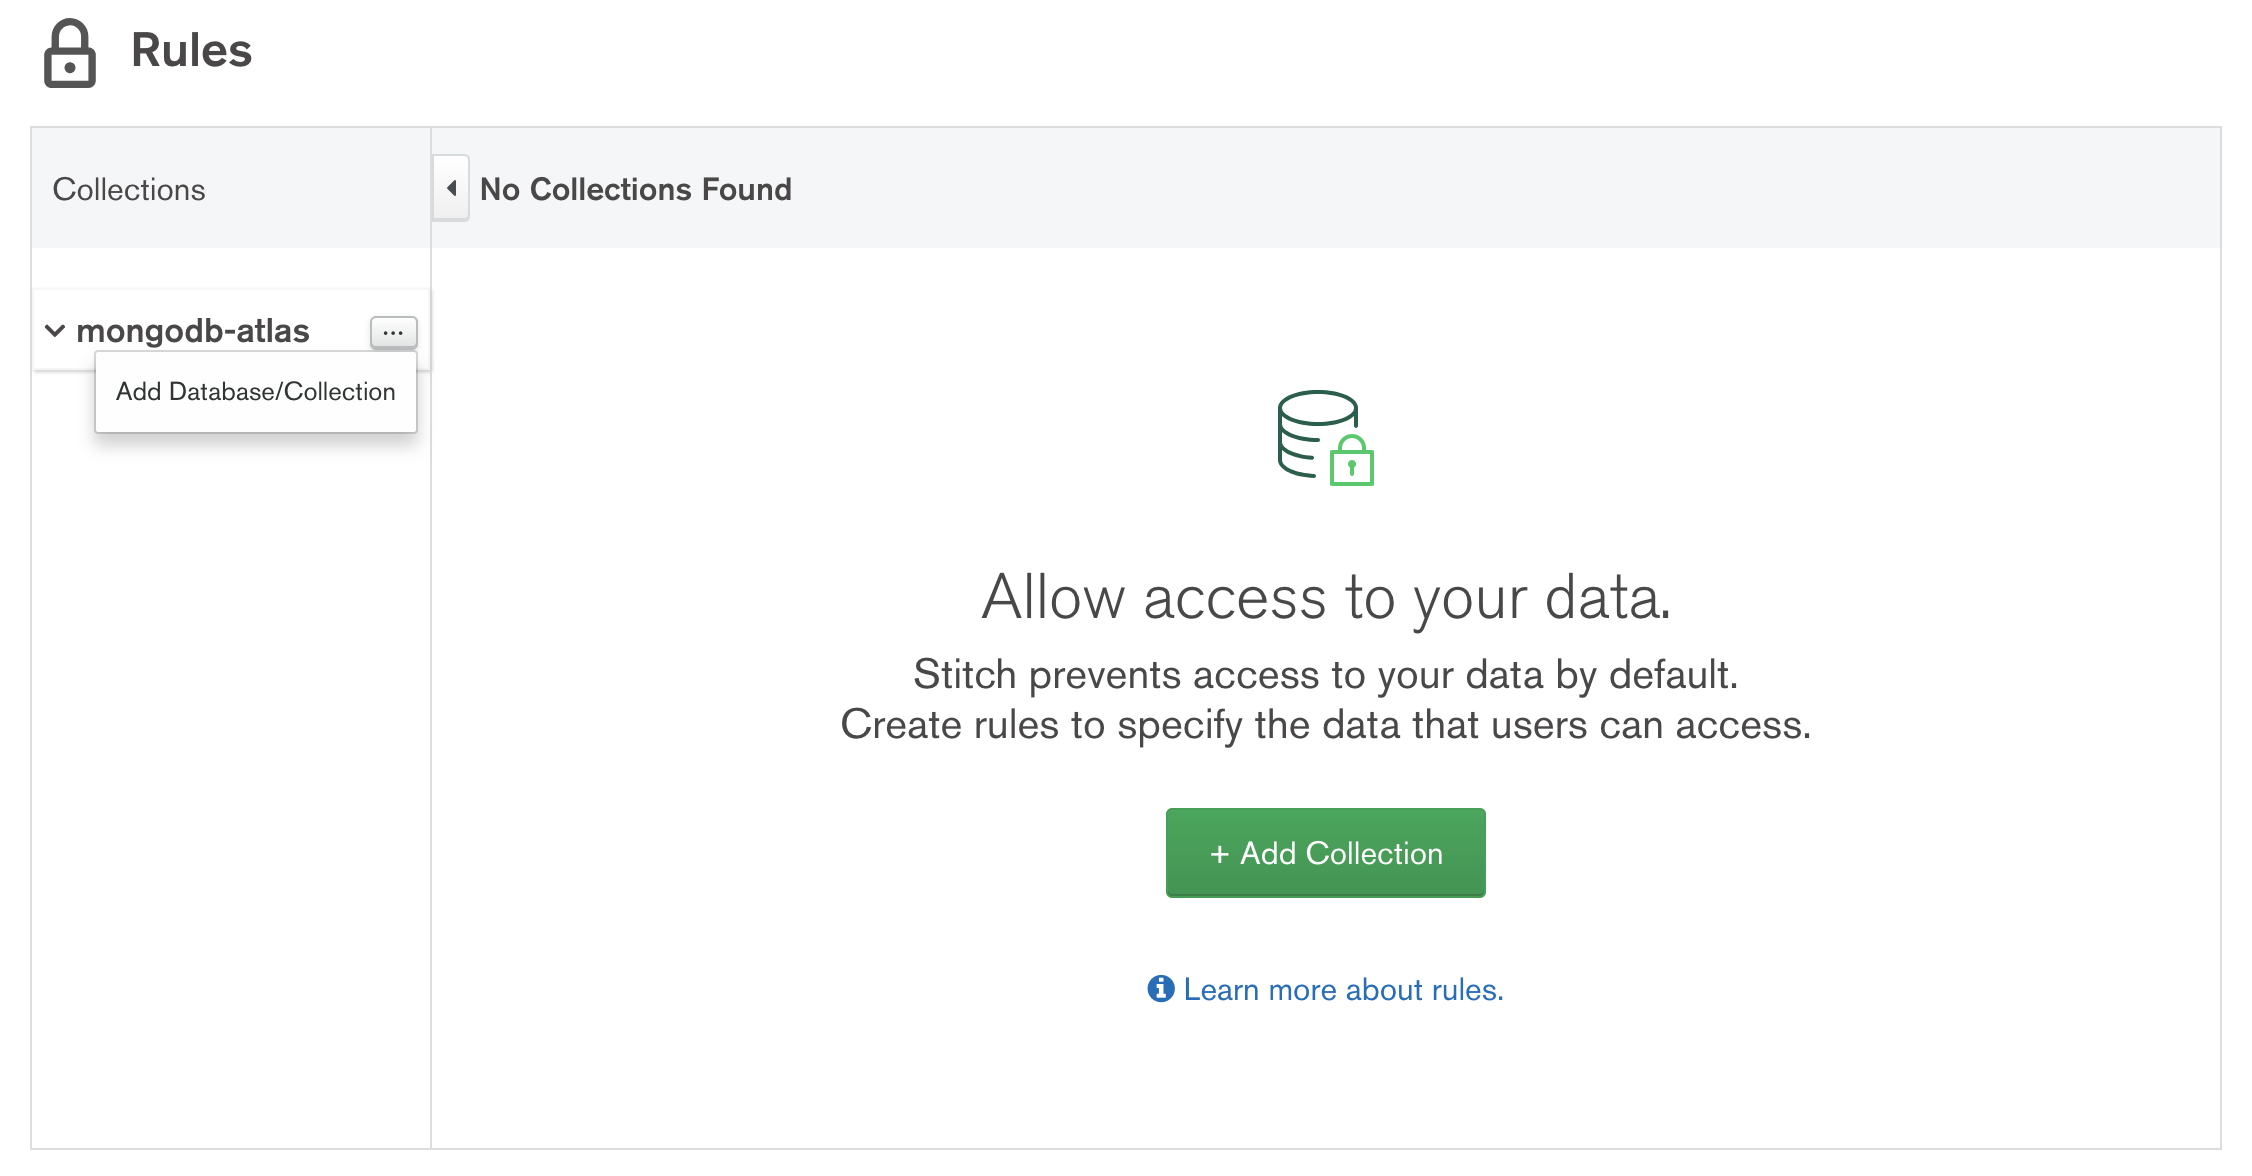 Rules
Collections
No Collections Found
mongodb-atlas
...
Add Database/Collection
Allow access to your data.
Stitch prevents access to your data by default.
Create rules to specify the data that users can access.
+ Add Collection
Learn more about rules.